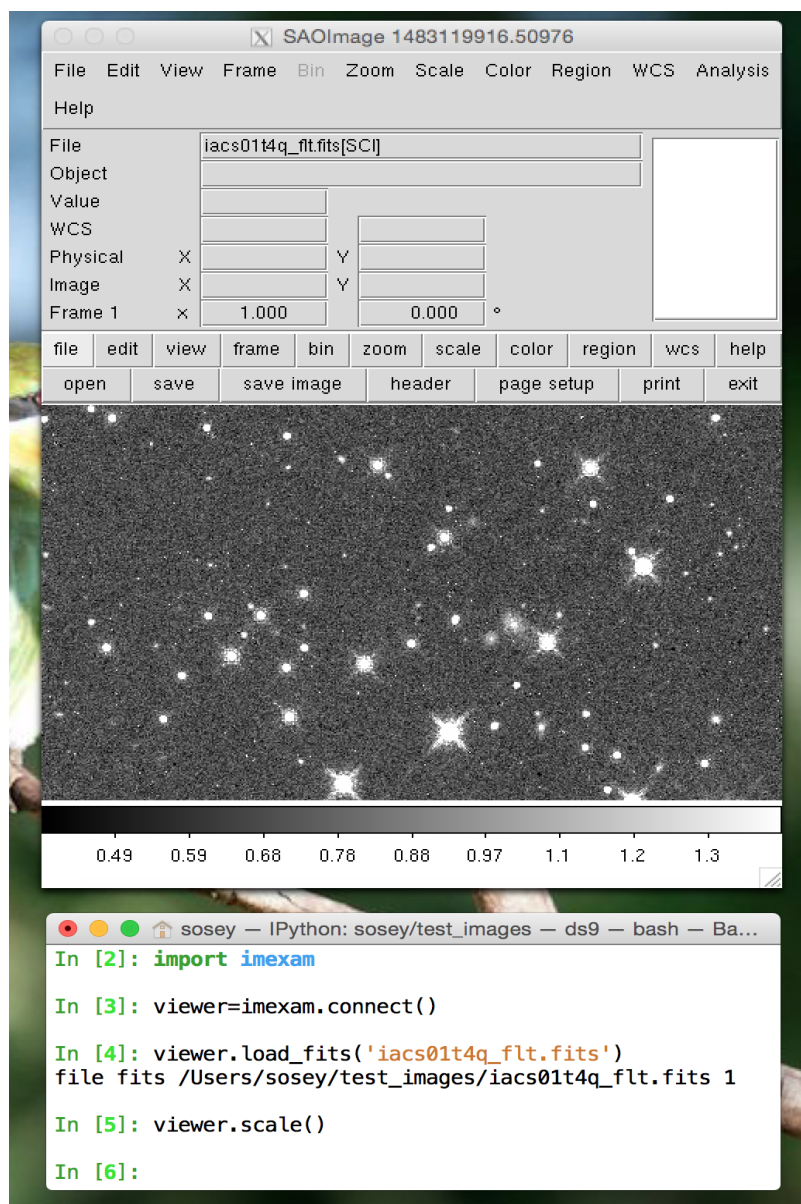 SAOImage 1483119916.50976
File Edit View Frame Bin Zoom Scale Color Region WCS Analysis
Help
File iacs01t4q_flt.fits[SCI]
Object
Value
WCS
Physical X Y
Image X Y
Frame 1 x 1.000 0.000 °
file edit view frame bin zoom scale color region wcs help
open save save image header page setup print exit
0.49 0.59 0.68 0.78 0.88 0.97 1.1 1.2 1.3
sosey — IPython: sosey/test_images — ds9 — bash — Ba...
In [2]: import imexam
In [3]: viewer=imexam.connect()
In [4]: viewer.load_fits('iacs01t4q_flt.fits')
file fits /Users/sosey/test_images/iacs01t4q_flt.fits 1
In [5]: viewer.scale()
In [6]: